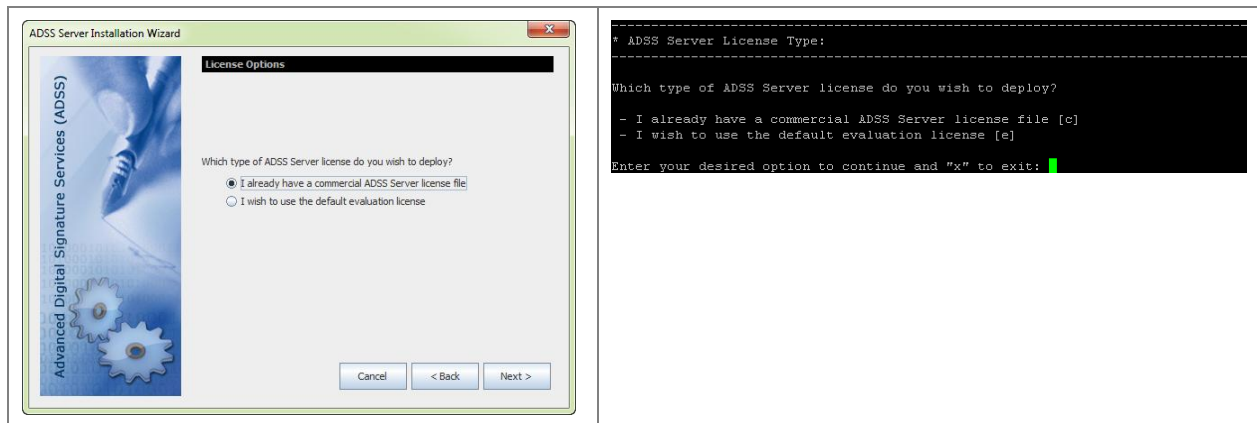 ADSS Server Installation Wizard
Advanced Digital Signature Services (ADSS)
License Options
Which type of ADSS Server license do you wish to deploy?
I already have a commercial ADSS Server license file
I wish to use the default evaluation license
Cancel
< Back
Next >
* ADSS Server License Type:
Which type of ADSS Server license do you wish to deploy?
- I already have a commercial ADSS Server license file [c]
- I wish to use the default evaluation license [e]
Enter your desired option to continue and "x" to exit: